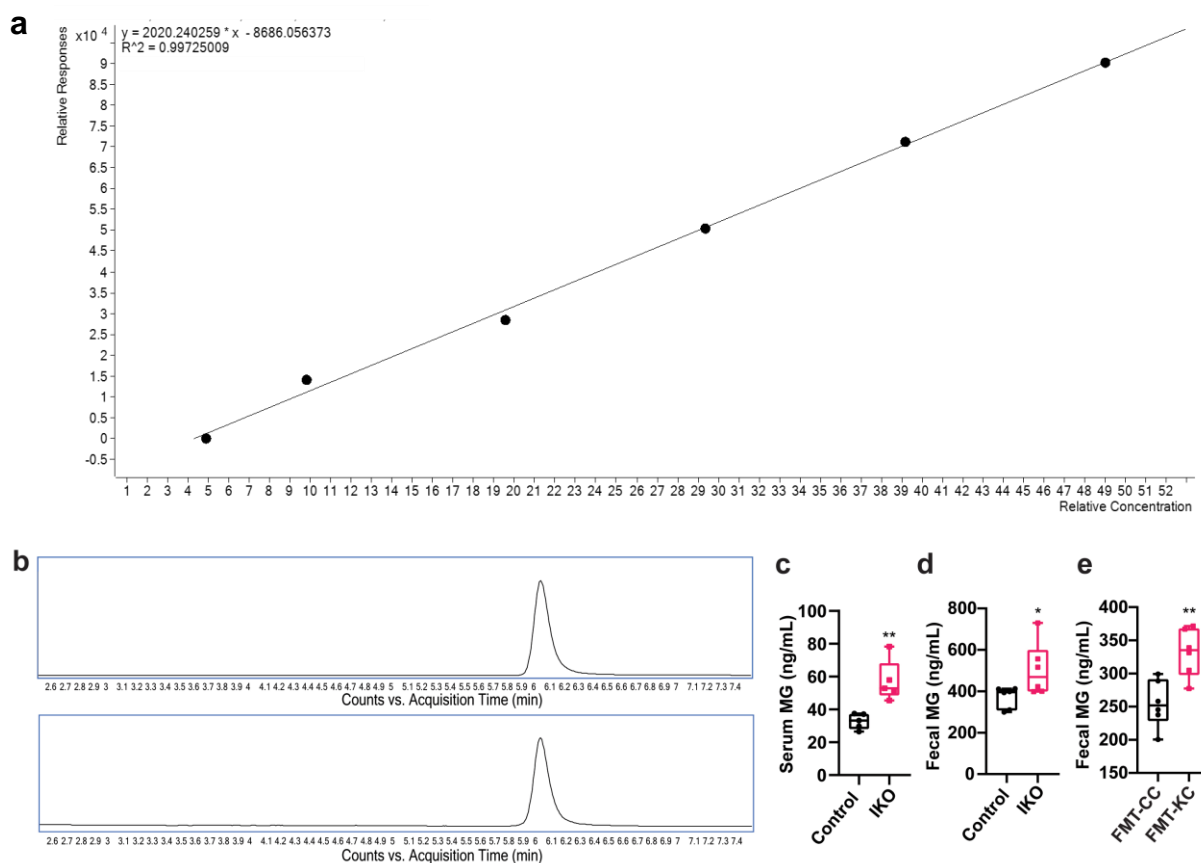 a
y = 2020.240259 * x - 8686.056373
R^2 = 0.99725009
x10 4
Relative Responses
9
8.5
8
7.5
7
6.5
6
5.5
5
4.5
4
3.5
3
2.5
2
1.5
1
0.5
0
-0.5
1 2 3 4 5 6 7 8 9 10 11 12 13 14 15 16 17 18 19 20 21 22 23 24 25 26 27 28 29 30 31 32 33 34 35 36 37 38 39 40 41 42 43 44 45 46 47 48 49 50 51 52
Relative Concentration
b
2.6 2.7 2.8 2.9 3 3.1 3.2 3.3 3.4 3.5 3.6 3.7 3.8 3.9 4 4.1 4.2 4.3 4.4 4.5 4.6 4.7 4.8 4.9 5 5.1 5.2 5.3 5.4 5.5 5.6 5.7 5.8 5.9 6 6.1 6.2 6.3 6.4 6.5 6.6 6.7 6.8 6.9 7 7.1 7.2 7.3 7.4
Counts vs. Acquisition Time (min)
2.6 2.7 2.8 2.9 3 3.1 3.2 3.3 3.4 3.5 3.6 3.7 3.8 3.9 4 4.1 4.2 4.3 4.4 4.5 4.6 4.7 4.8 4.9 5 5.1 5.2 5.3 5.4 5.5 5.6 5.7 5.8 5.9 6 6.1 6.2 6.3 6.4 6.5 6.6 6.7 6.8 6.9 7 7.1 7.2 7.3 7.4
Counts vs. Acquisition Time (min)
c
Serum MG (ng/mL)
100
80
60
40
20
0
**
Control
IKO
d
Fecal MG (ng/mL)
800
600
400
200
0
*
Control
IKO
e
Fecal MG (ng/mL)
400
350
300
250
200
150
**
FMT-CC
FMT-KC